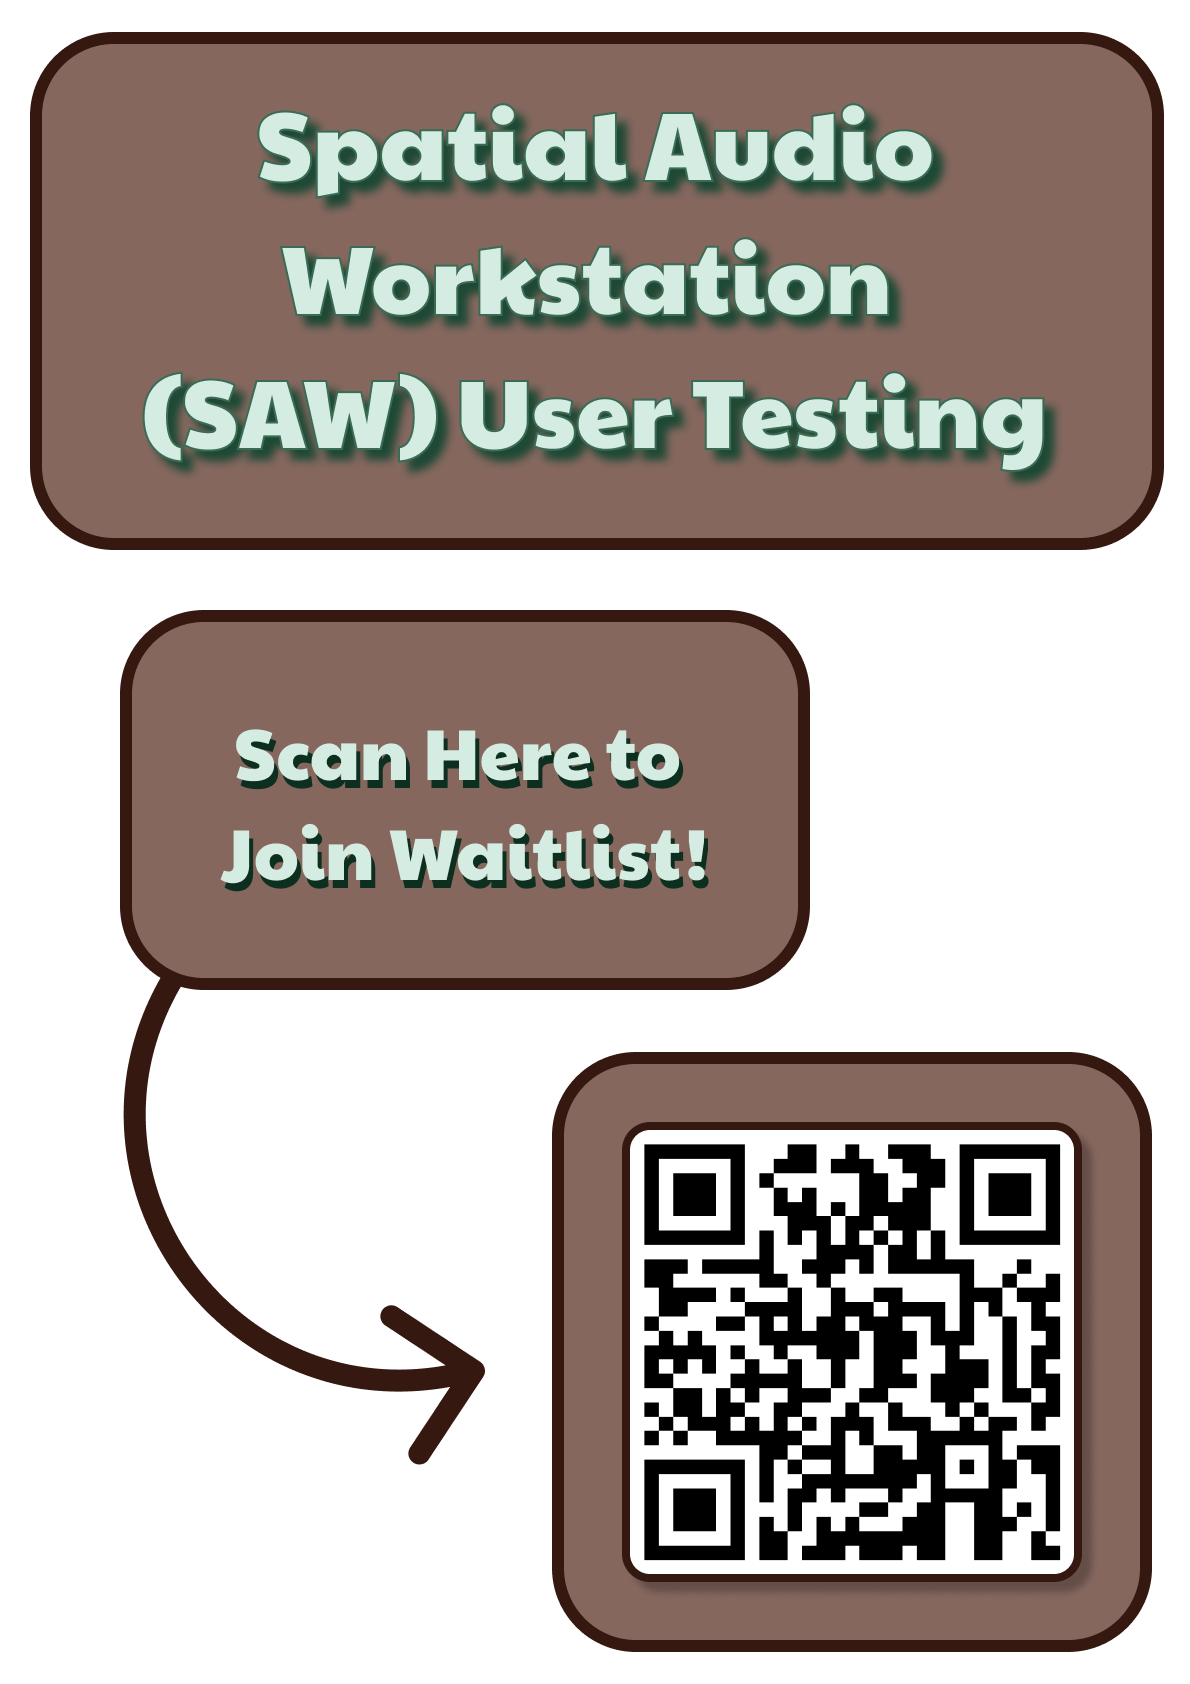 Spatial Audio
Workstation
(SAW) User Testing
Scan Here to
Join Waitlist!